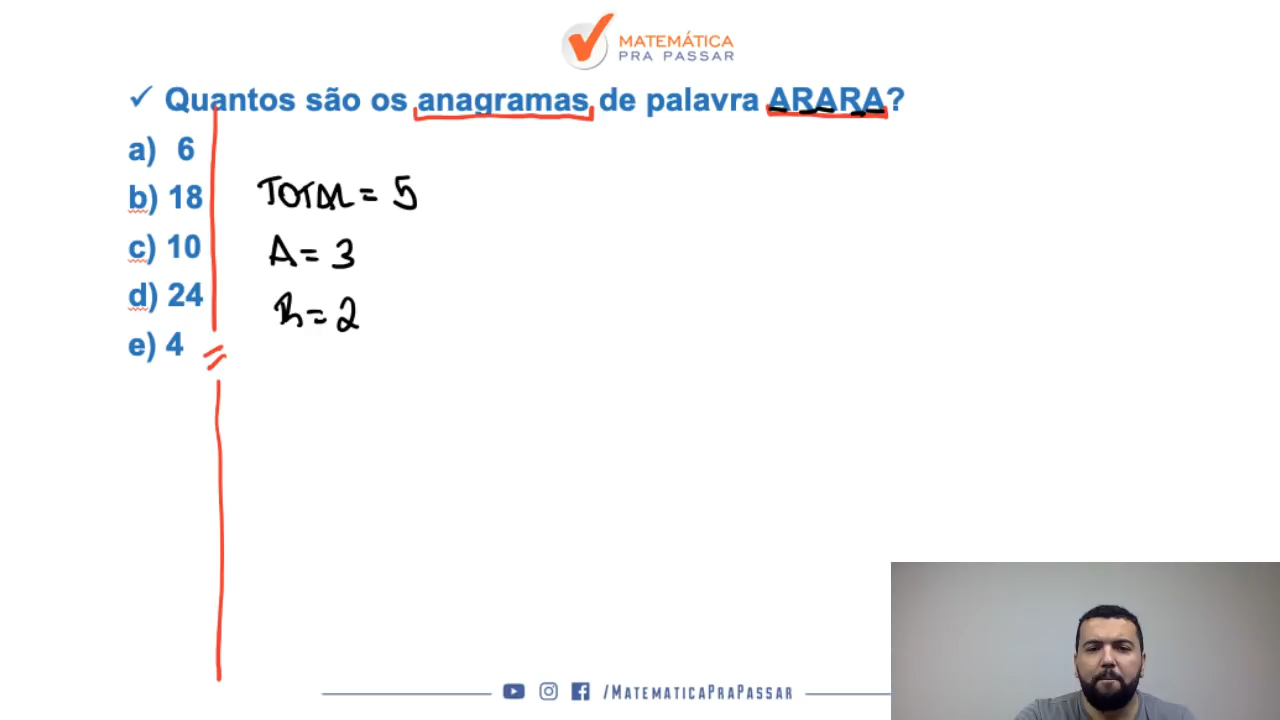 MATEMÁTICA
PRA PASSAR
✓ Quantos são os anagramas de palavra ARARA?
a) 6
b) 18
c) 10
d) 24
e) 4
TOTAL = 5
A = 3
R = 2
/MATEMATICAPRAPASSAR